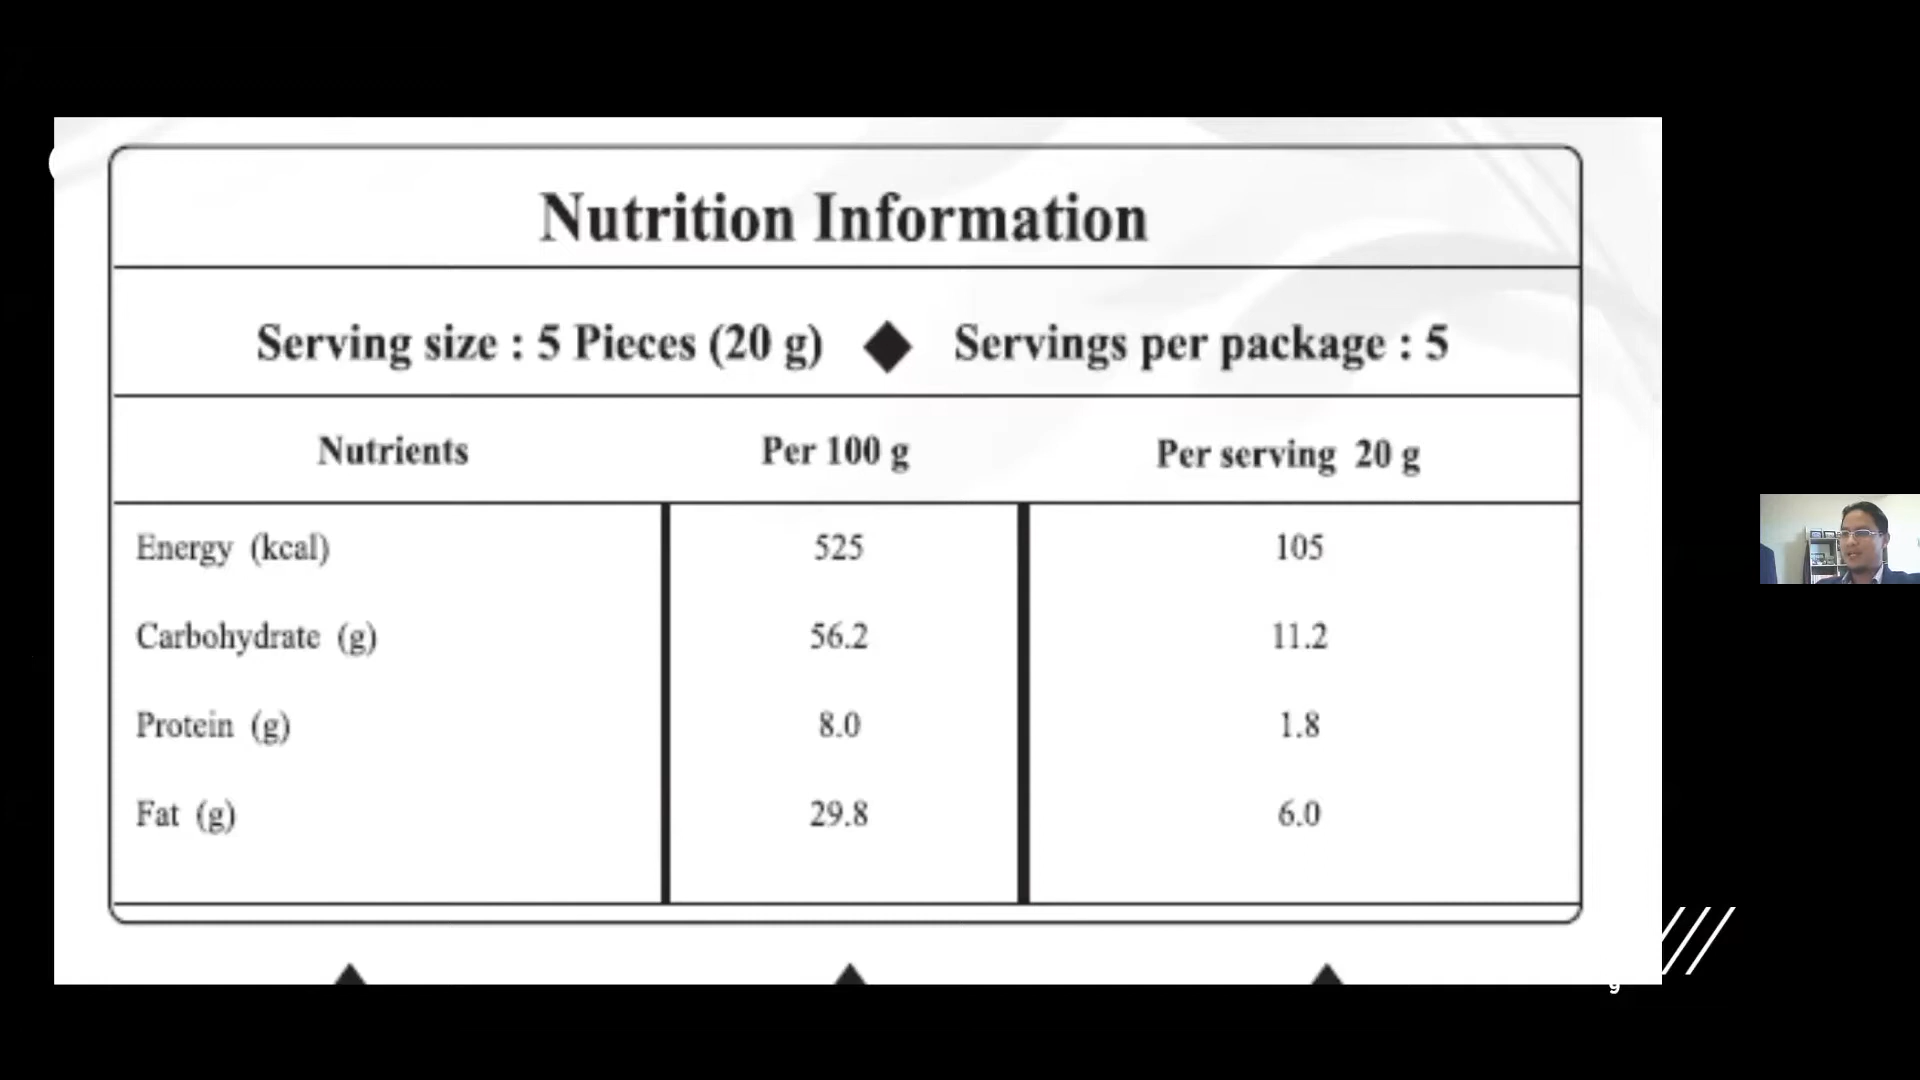 Nutrition Information
Serving size : 5 Pieces (20 g) ◆ Servings per package : 5
Nutrients Per 100 g Per serving 20 g
Energy (kcal) 525 105
Carbohydrate (g) 56.2 11.2
Protein (g) 8.0 1.8
Fat (g) 29.8 6.0
9